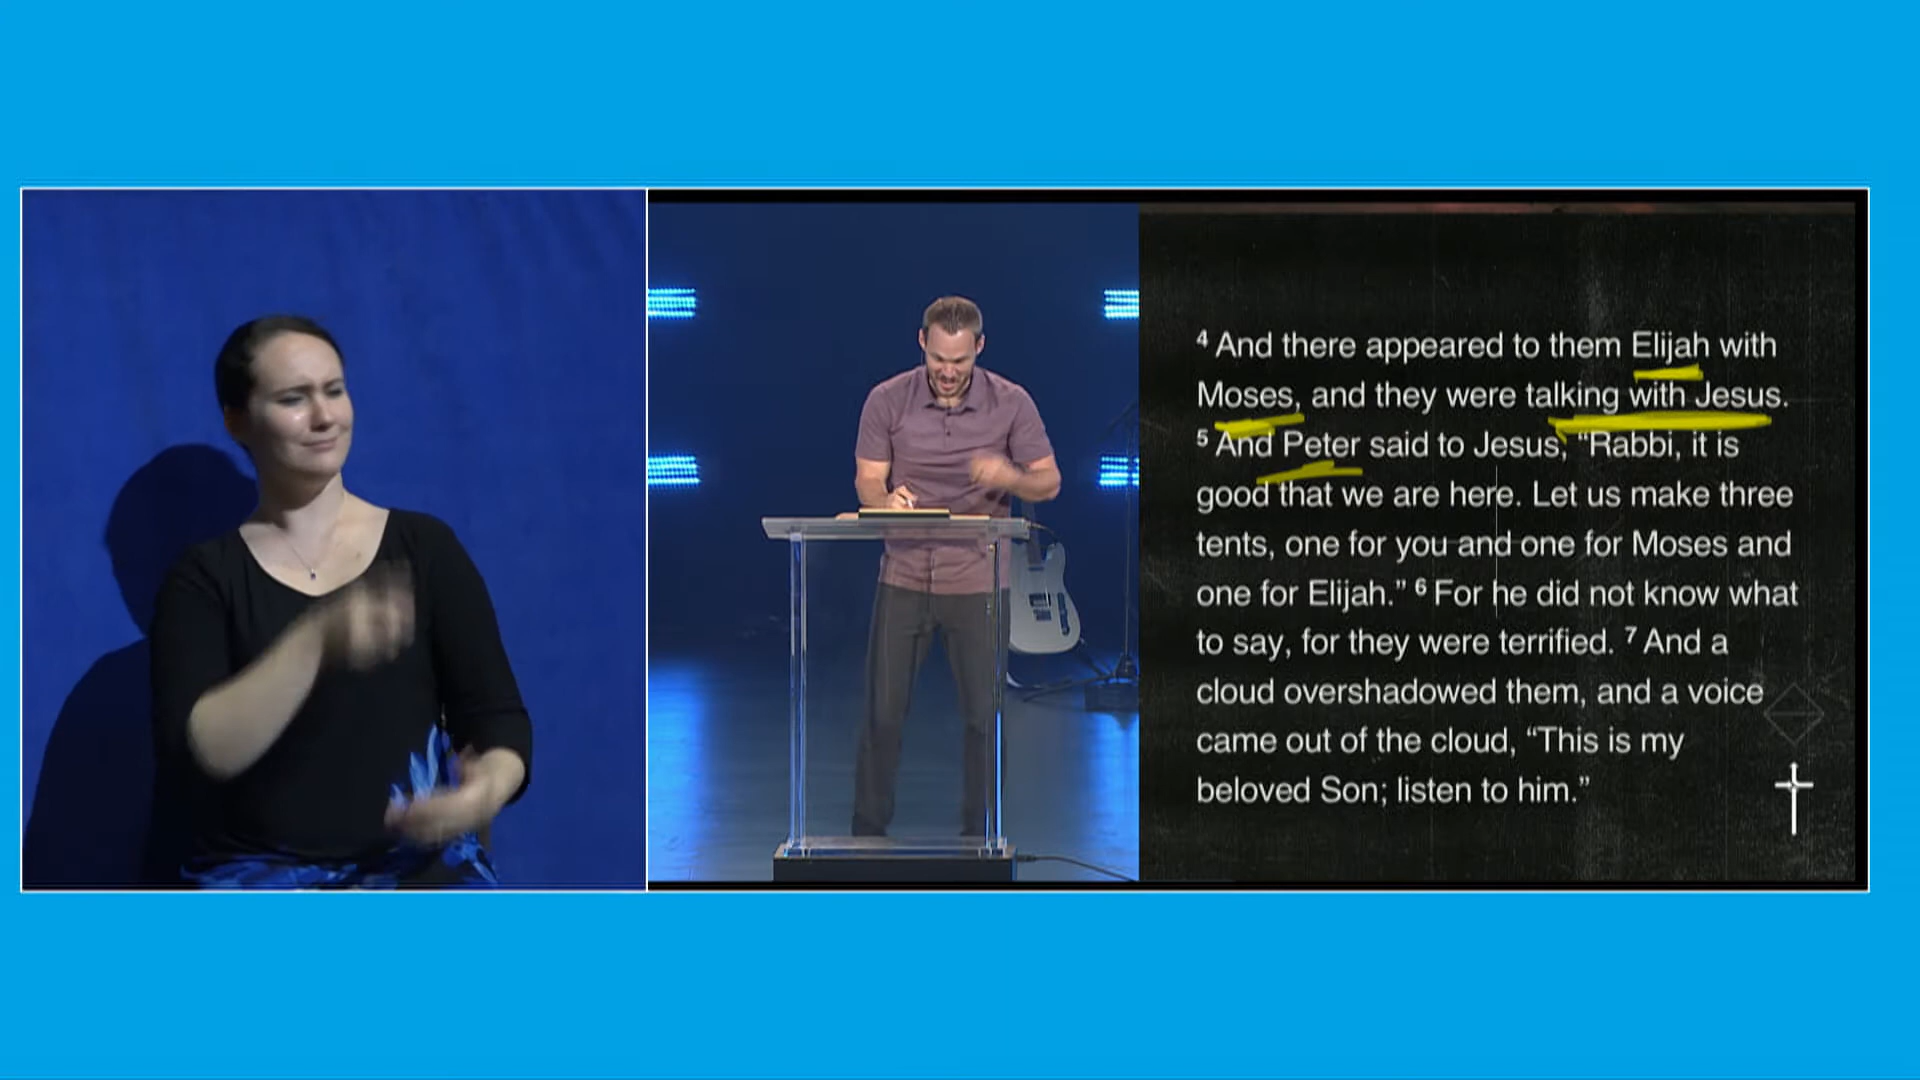 ⁴ And there appeared to them Elijah with
Moses, and they were talking with Jesus.
⁵ And Peter said to Jesus, “Rabbi, it is
good that we are here. Let us make three
tents, one for you and one for Moses and
one for Elijah.” ⁶ For he did not know what
to say, for they were terrified. ⁷ And a
cloud overshadowed them, and a voice
came out of the cloud, “This is my
beloved Son; listen to him.”